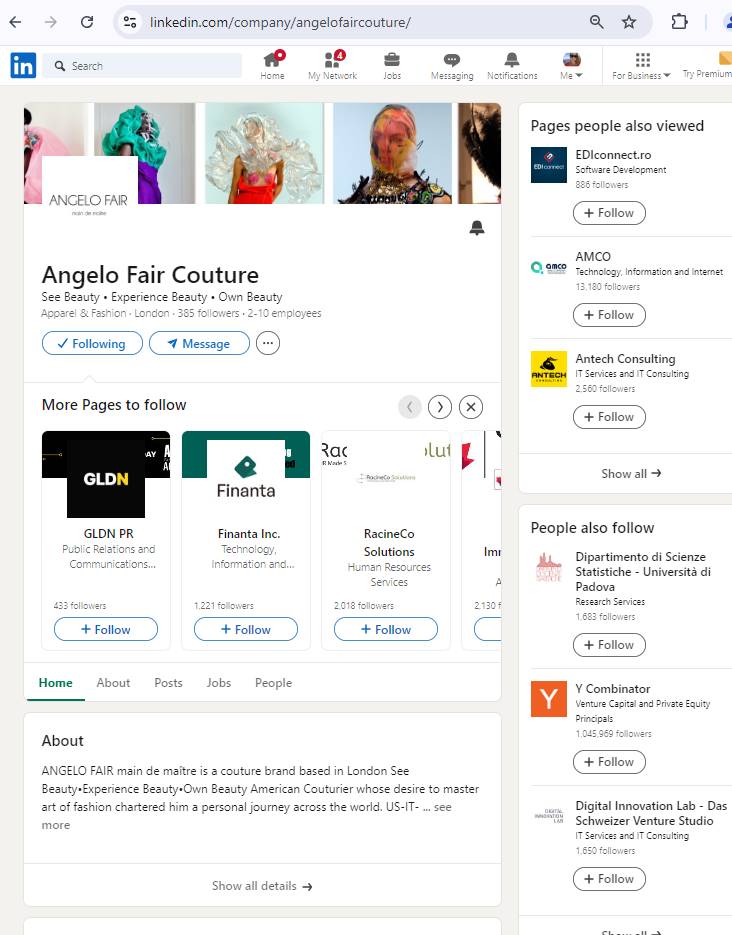 linkedin.com/company/angelofaircouture/
in
Search
4
Home
My Network
Jobs
Messaging
Notifications
Me
For Business
Try Premium
ANGELO FAIR
main de maître
Angelo Fair Couture
See Beauty • Experience Beauty • Own Beauty
Apparel & Fashion · London · 385 followers · 2-10 employees
Following
Message
More Pages to follow
GLDN
GLDN PR
Public Relations and
Communications...
433 followers
+ Follow
Finanta
Finanta Inc.
Technology,
Information and...
1,221 followers
+ Follow
RacineCo Solutions
RacineCo
Solutions
Human Resources
Services
2,018 followers
+ Follow
2,130 f
Home
About
Posts
Jobs
People
About
ANGELO FAIR main de maître is a couture brand based in London See
Beauty•Experience Beauty•Own Beauty American Couturier whose desire to master
art of fashion chartered him a personal journey across the world. US-IT- ... see
more
Show all details →
Pages people also viewed
EDIconnect
EDIconnect.ro
Software Development
886 followers
+ Follow
amco
AMCO
Technology, Information and Internet
13,180 followers
+ Follow
ANTECH
CONSULTING
Antech Consulting
IT Services and IT Consulting
2,560 followers
+ Follow
Show all →
People also follow
Dipartimento di Scienze
Statistiche - Università di
Padova
Research Services
1,683 followers
+ Follow
Y
Y Combinator
Venture Capital and Private Equity
Principals
1,045,969 followers
+ Follow
DIGITAL
INNOVATION
LAB
Digital Innovation Lab - Das
Schweizer Venture Studio
IT Services and IT Consulting
1,650 followers
+ Follow
Show all →